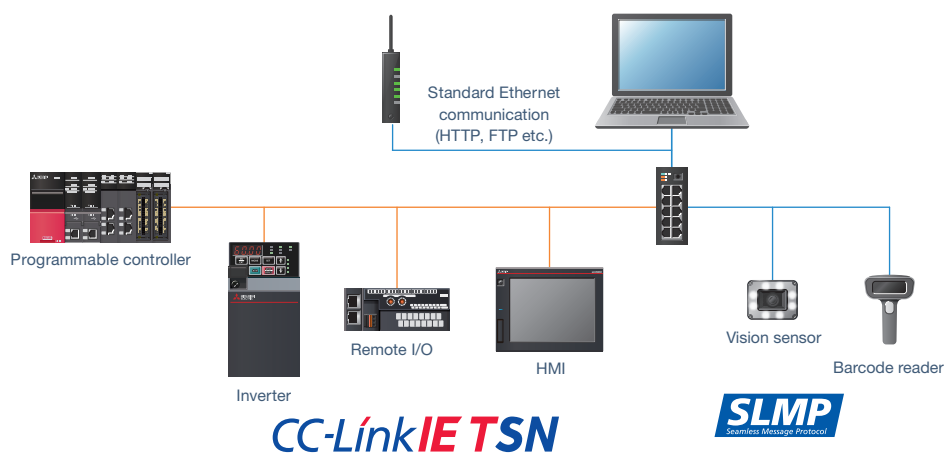 Standard Ethernet
communication
(HTTP, FTP etc.)
Programmable controller
Inverter
Remote I/O
HMI
Vision sensor
Barcode reader
CC-Link IE TSN
SLMP
Seamless Message Protocol